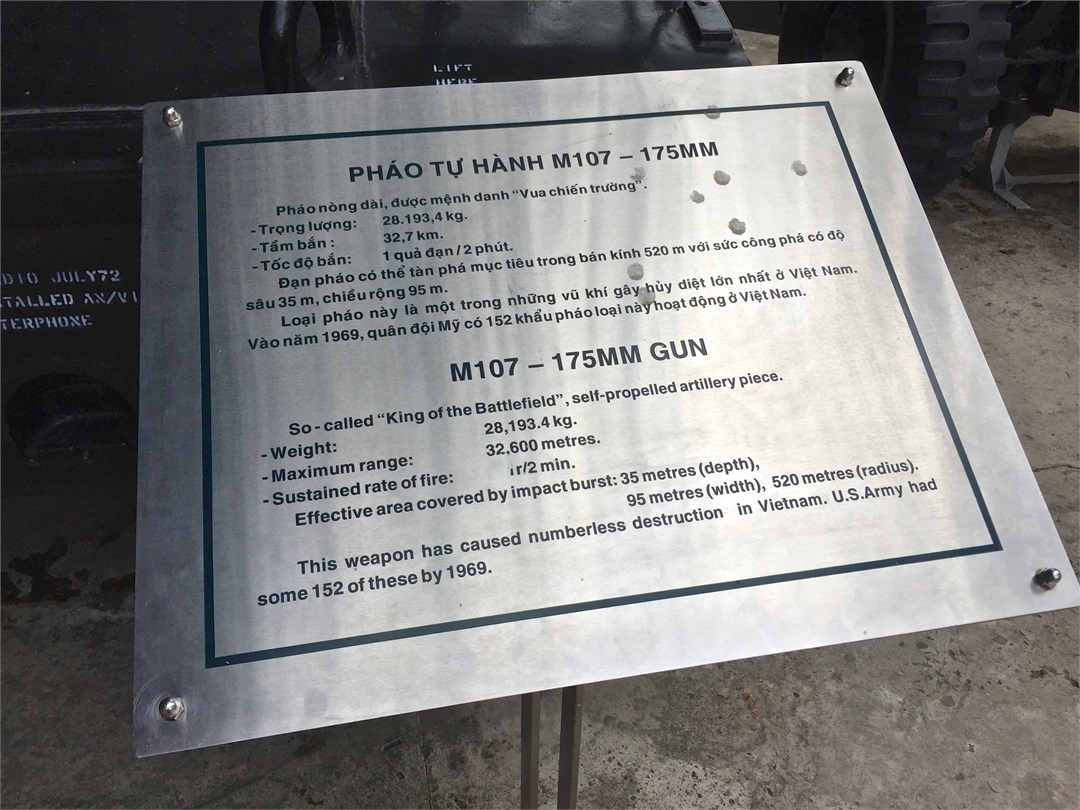 LIFT
HERE
DIO JULY72
TALLED AN/VI
TERPHONE
PHÁO TỰ HÀNH M107 – 175MM
Pháo nòng dài, được mệnh danh “Vua chiến trường”.
- Trọng lượng: 28.193,4 kg.
- Tầm bắn : 32,7 km.
- Tốc độ bắn: 1 quả đạn / 2 phút.
Đạn pháo có thể tàn phá mục tiêu trong bán kính 520 m với sức công phá có độ
sâu 35 m, chiều rộng 95 m.
Loại pháo này là một trong những vũ khí gây hủy diệt lớn nhất ở Việt Nam.
Vào năm 1969, quân đội Mỹ có 152 khẩu pháo loại này hoạt động ở Việt Nam.
M107 – 175MM GUN
So - called “King of the Battlefield”, self-propelled artillery piece.
- Weight: 28,193.4 kg.
- Maximum range: 32,600 metres.
- Sustained rate of fire: 1 r/2 min.
Effective area covered by impact burst: 35 metres (depth),
95 metres (width), 520 metres (radius).
This weapon has caused numberless destruction in Vietnam. U.S.Army had
some 152 of these by 1969.